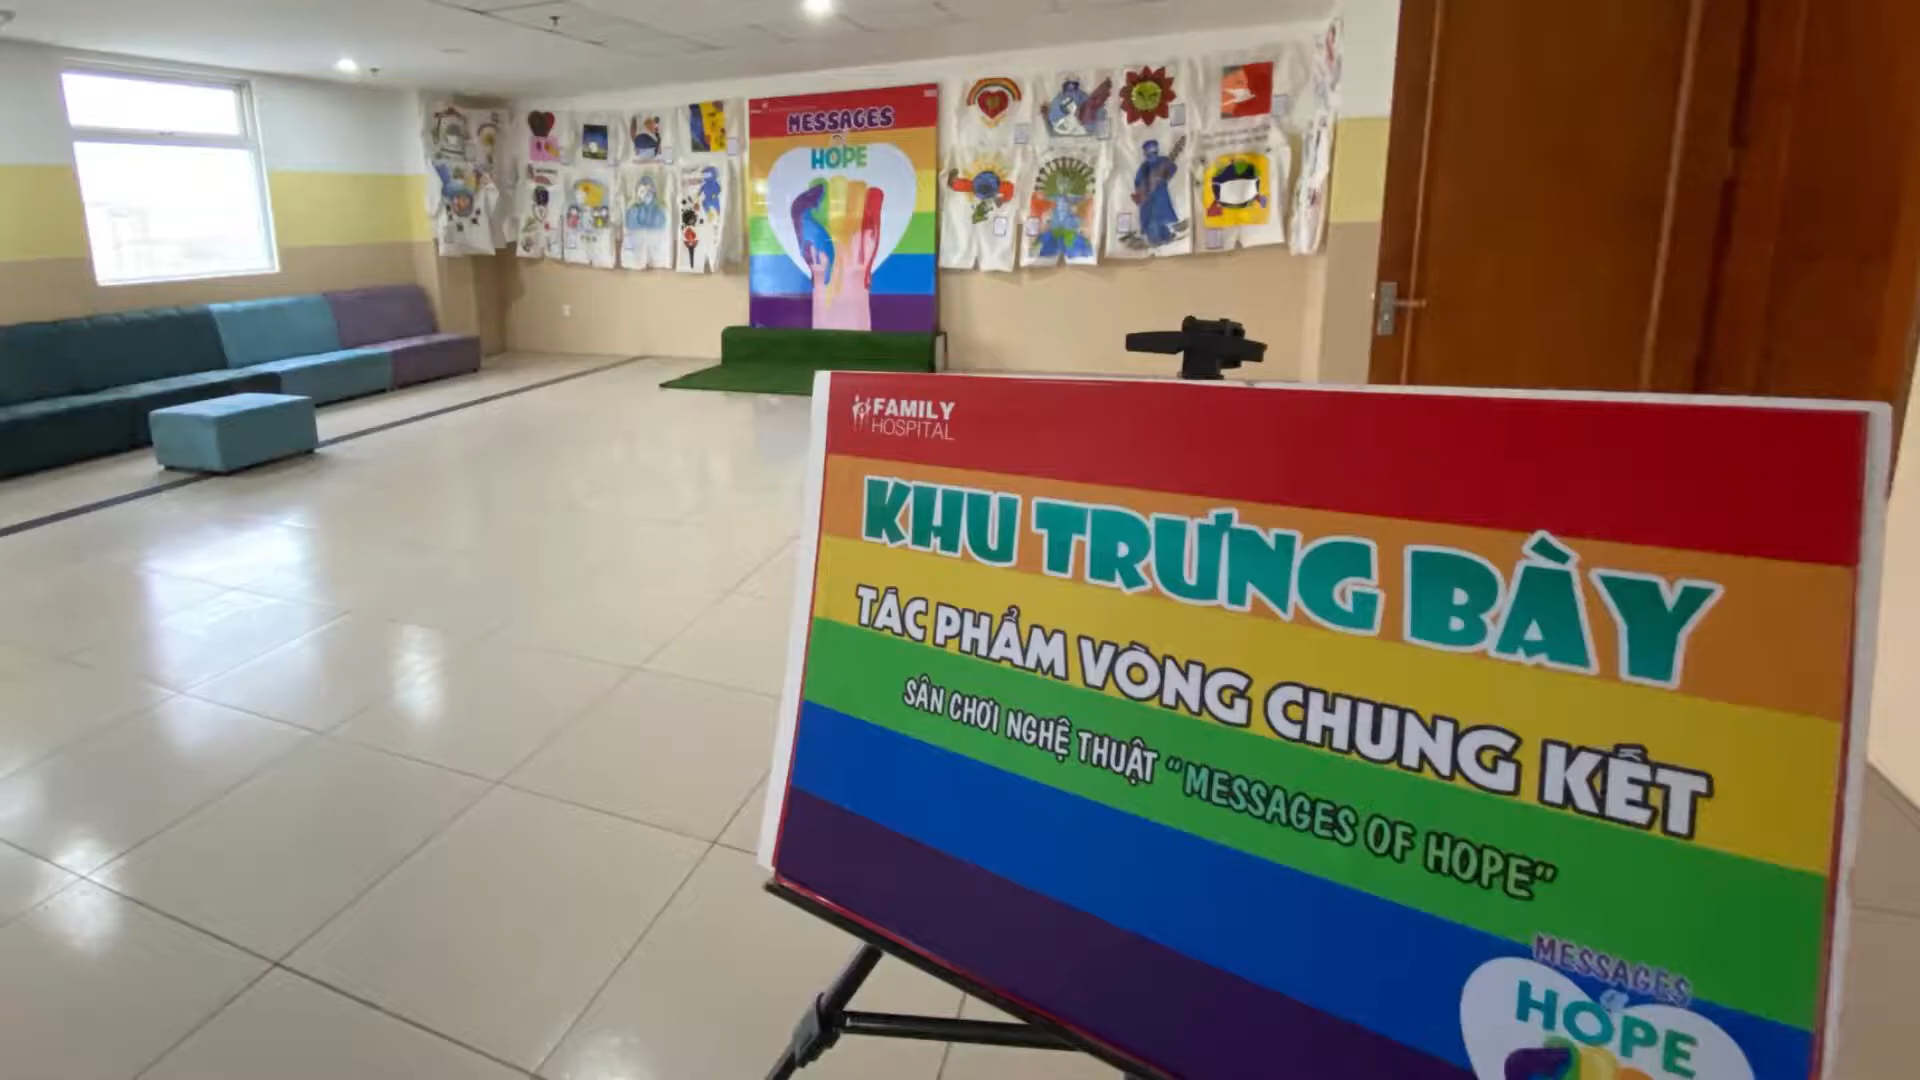 MESSAGES
HOPE
FAMILY
HOSPITAL
KHU TRƯNG BÀY
TÁC PHẨM VÒNG CHUNG KẾT
SÂN CHƠI NGHỆ THUẬT “MESSAGES OF HOPE”
MESSAGES
HOPE